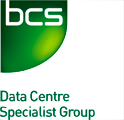 bcs
Data Centre
Specialist Group